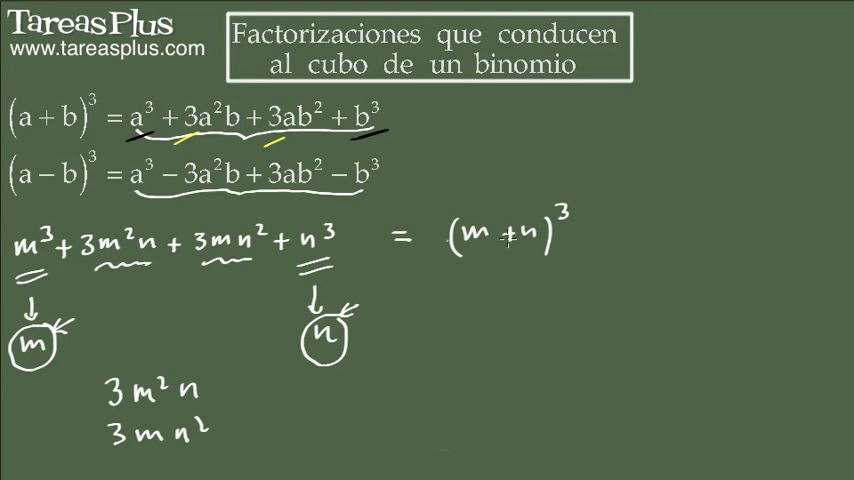 TareasPlus
www.tareasplus.com
Factorizaciones que conducen
al cubo de un binomio
(a + b)³ = a³ + 3a²b + 3ab² + b³
(a − b)³ = a³ − 3a²b + 3ab² − b³
m³ + 3m²n + 3mn² + n³ = (m + n)³
m n
3m²n
3mn²